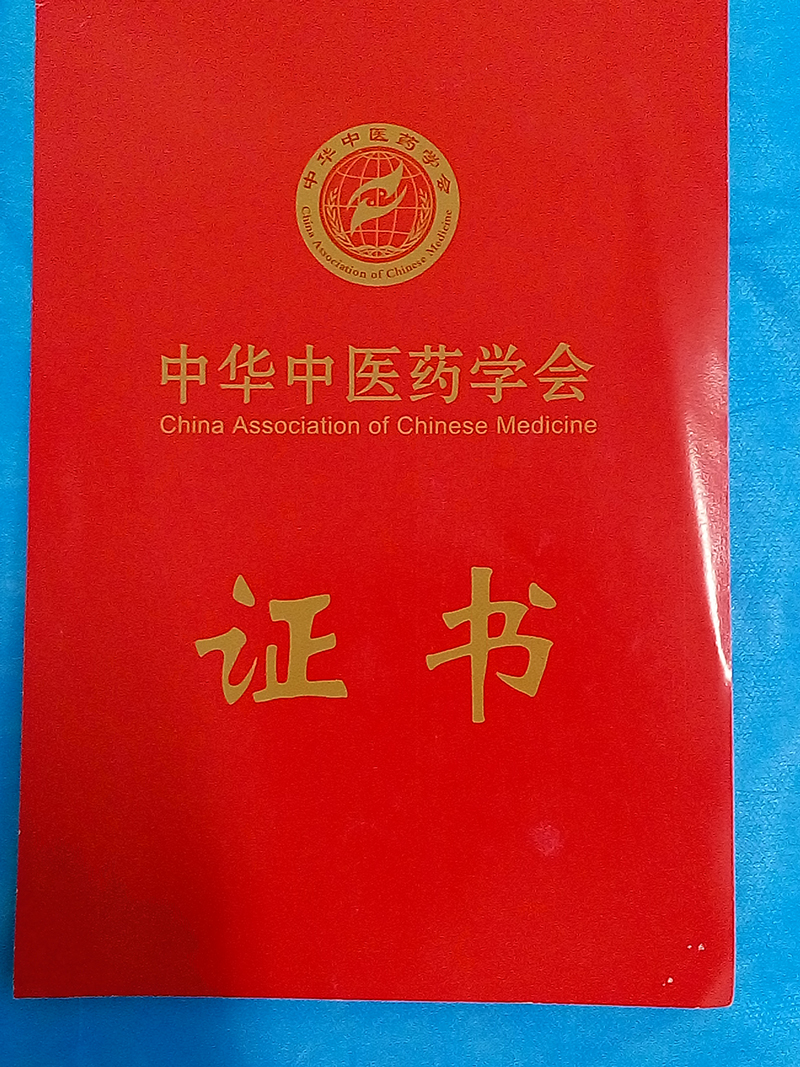 中华中医药学会
China Association of Chinese Medicine
中华中医药学会
China Association of Chinese Medicine
证书